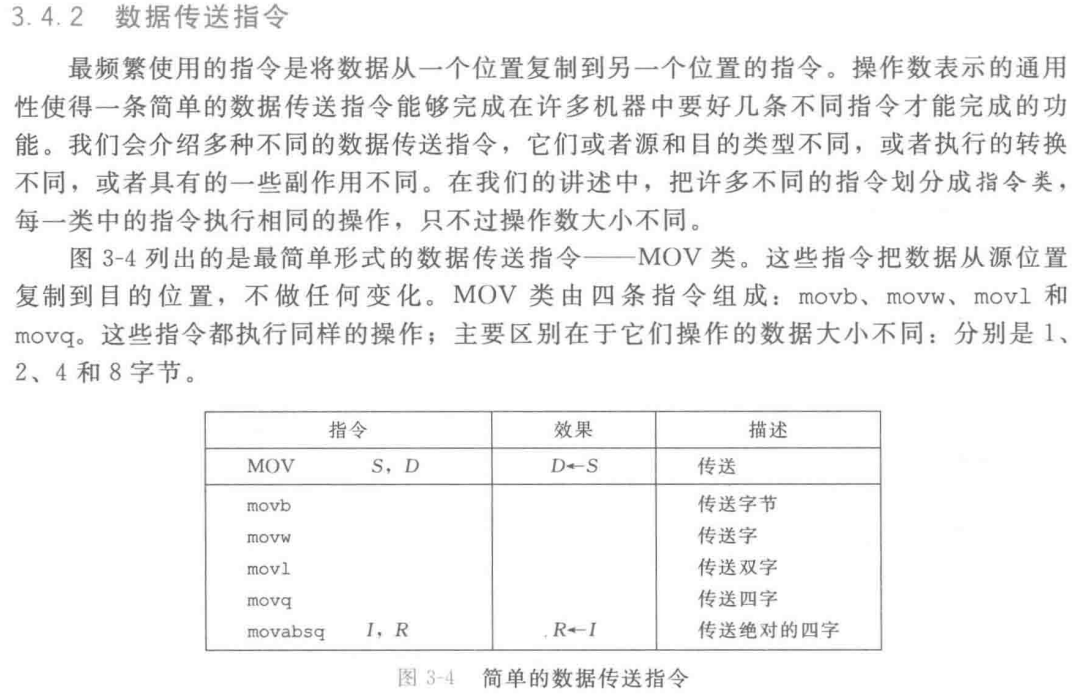 3.4.2 数据传送指令
最频繁使用的指令是将数据从一个位置复制到另一个位置的指令。操作数表示的通用
性使得一条简单的数据传送指令能够完成在许多机器中要好几条不同指令才能完成的功
能。我们会介绍多种不同的数据传送指令，它们或者源和目的类型不同，或者执行的转换
不同，或者具有的一些副作用不同。在我们的讲述中，把许多不同的指令划分成指令类，
每一类中的指令执行相同的操作，只不过操作数大小不同。
图 3-4 列出的是最简单形式的数据传送指令——MOV 类。这些指令把数据从源位置
复制到目的位置，不做任何变化。MOV 类由四条指令组成：movb、movw、movl 和
movq。这些指令都执行同样的操作；主要区别在于它们操作的数据大小不同：分别是 1、
2、4 和 8 字节。
指令 效果 描述
MOV S，D D←S 传送
movb 传送字节
movw 传送字
movl 传送双字
movq 传送四字
movabsq I，R R←I 传送绝对的四字
图 3-4 简单的数据传送指令